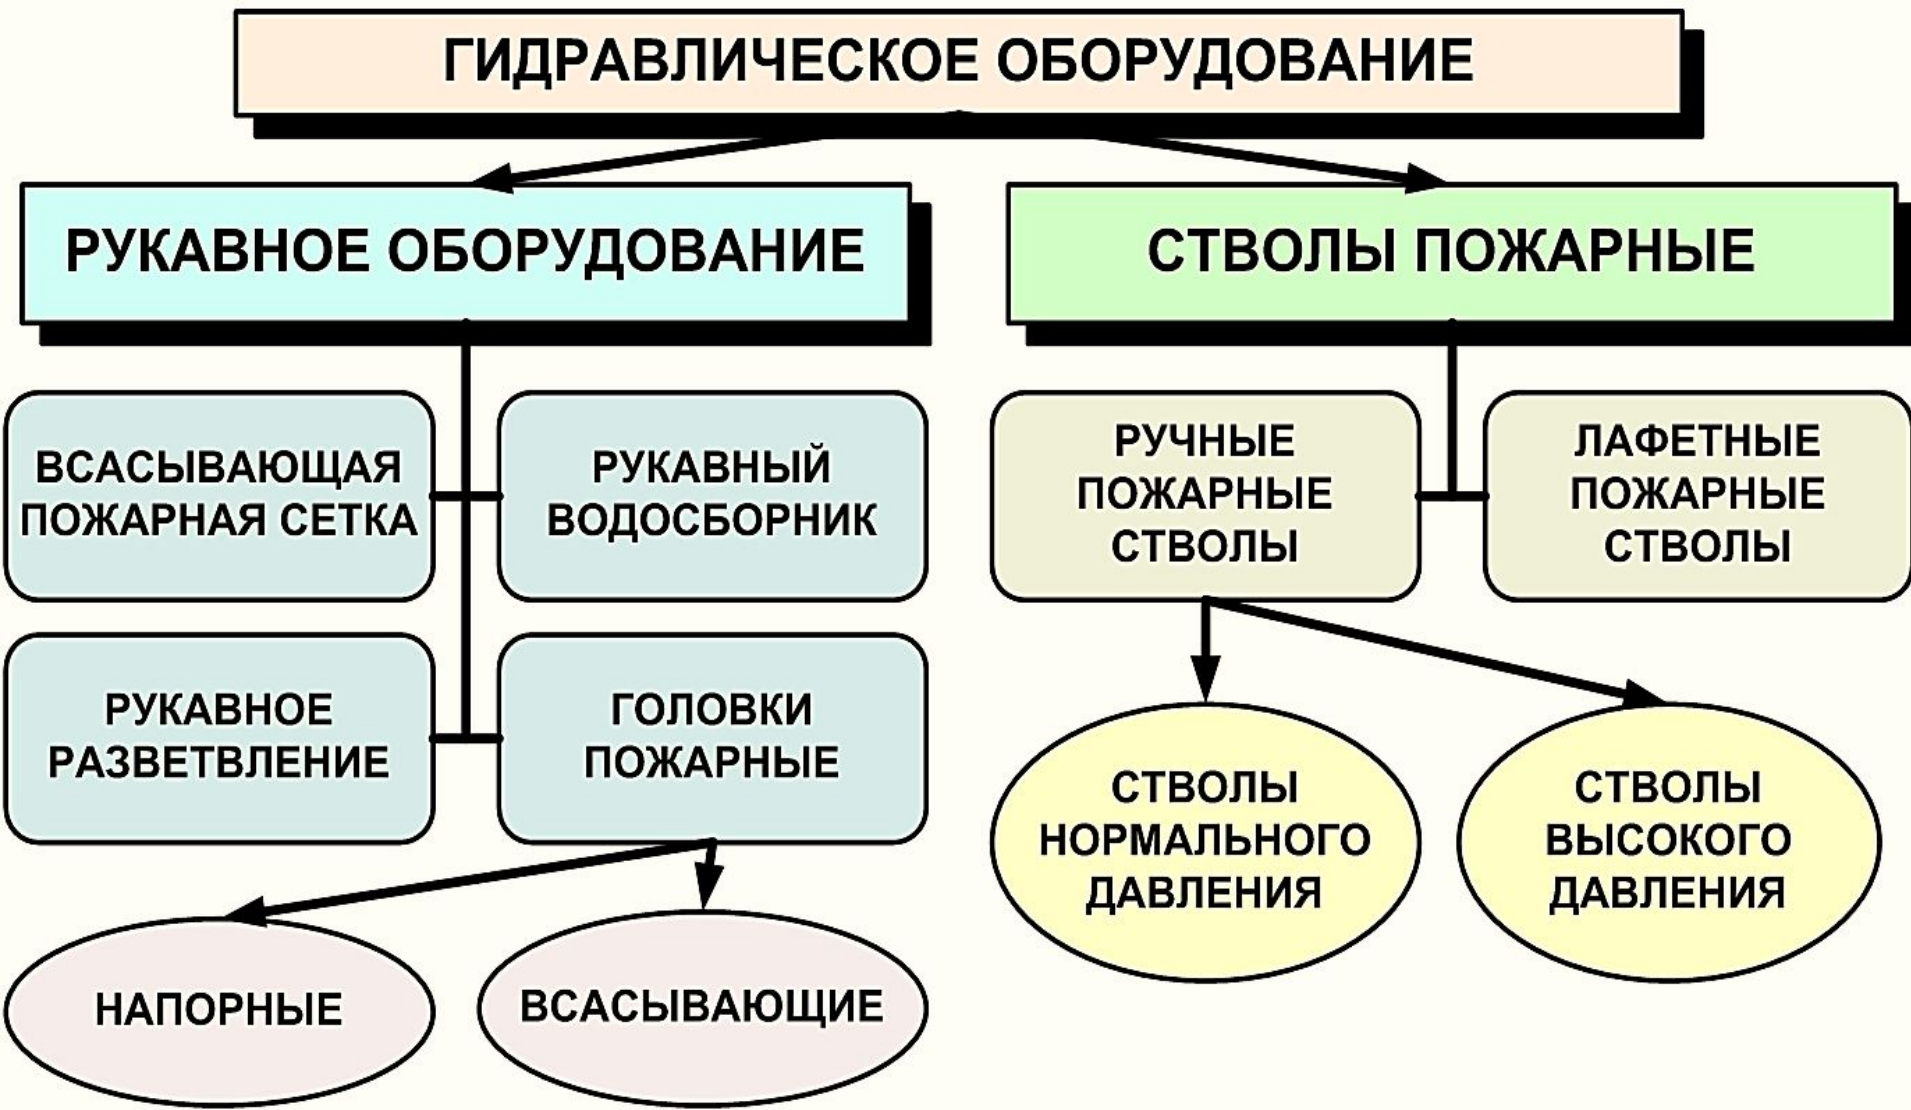 ГИДРАВЛИЧЕСКОЕ ОБОРУДОВАНИЕ
РУКАВНОЕ ОБОРУДОВАНИЕ
СТВОЛЫ ПОЖАРНЫЕ
ВСАСЫВАЮЩАЯ
ПОЖАРНАЯ СЕТКА
РУКАВНЫЙ
ВОДОСБОРНИК
РУЧНЫЕ
ПОЖАРНЫЕ
СТВОЛЫ
ЛАФЕТНЫЕ
ПОЖАРНЫЕ
СТВОЛЫ
РУКАВНОЕ
РАЗВЕТВЛЕНИЕ
ГОЛОВКИ
ПОЖАРНЫЕ
СТВОЛЫ
НОРМАЛЬНОГО
ДАВЛЕНИЯ
СТВОЛЫ
ВЫСОКОГО
ДАВЛЕНИЯ
НАПОРНЫЕ
ВСАСЫВАЮЩИЕ